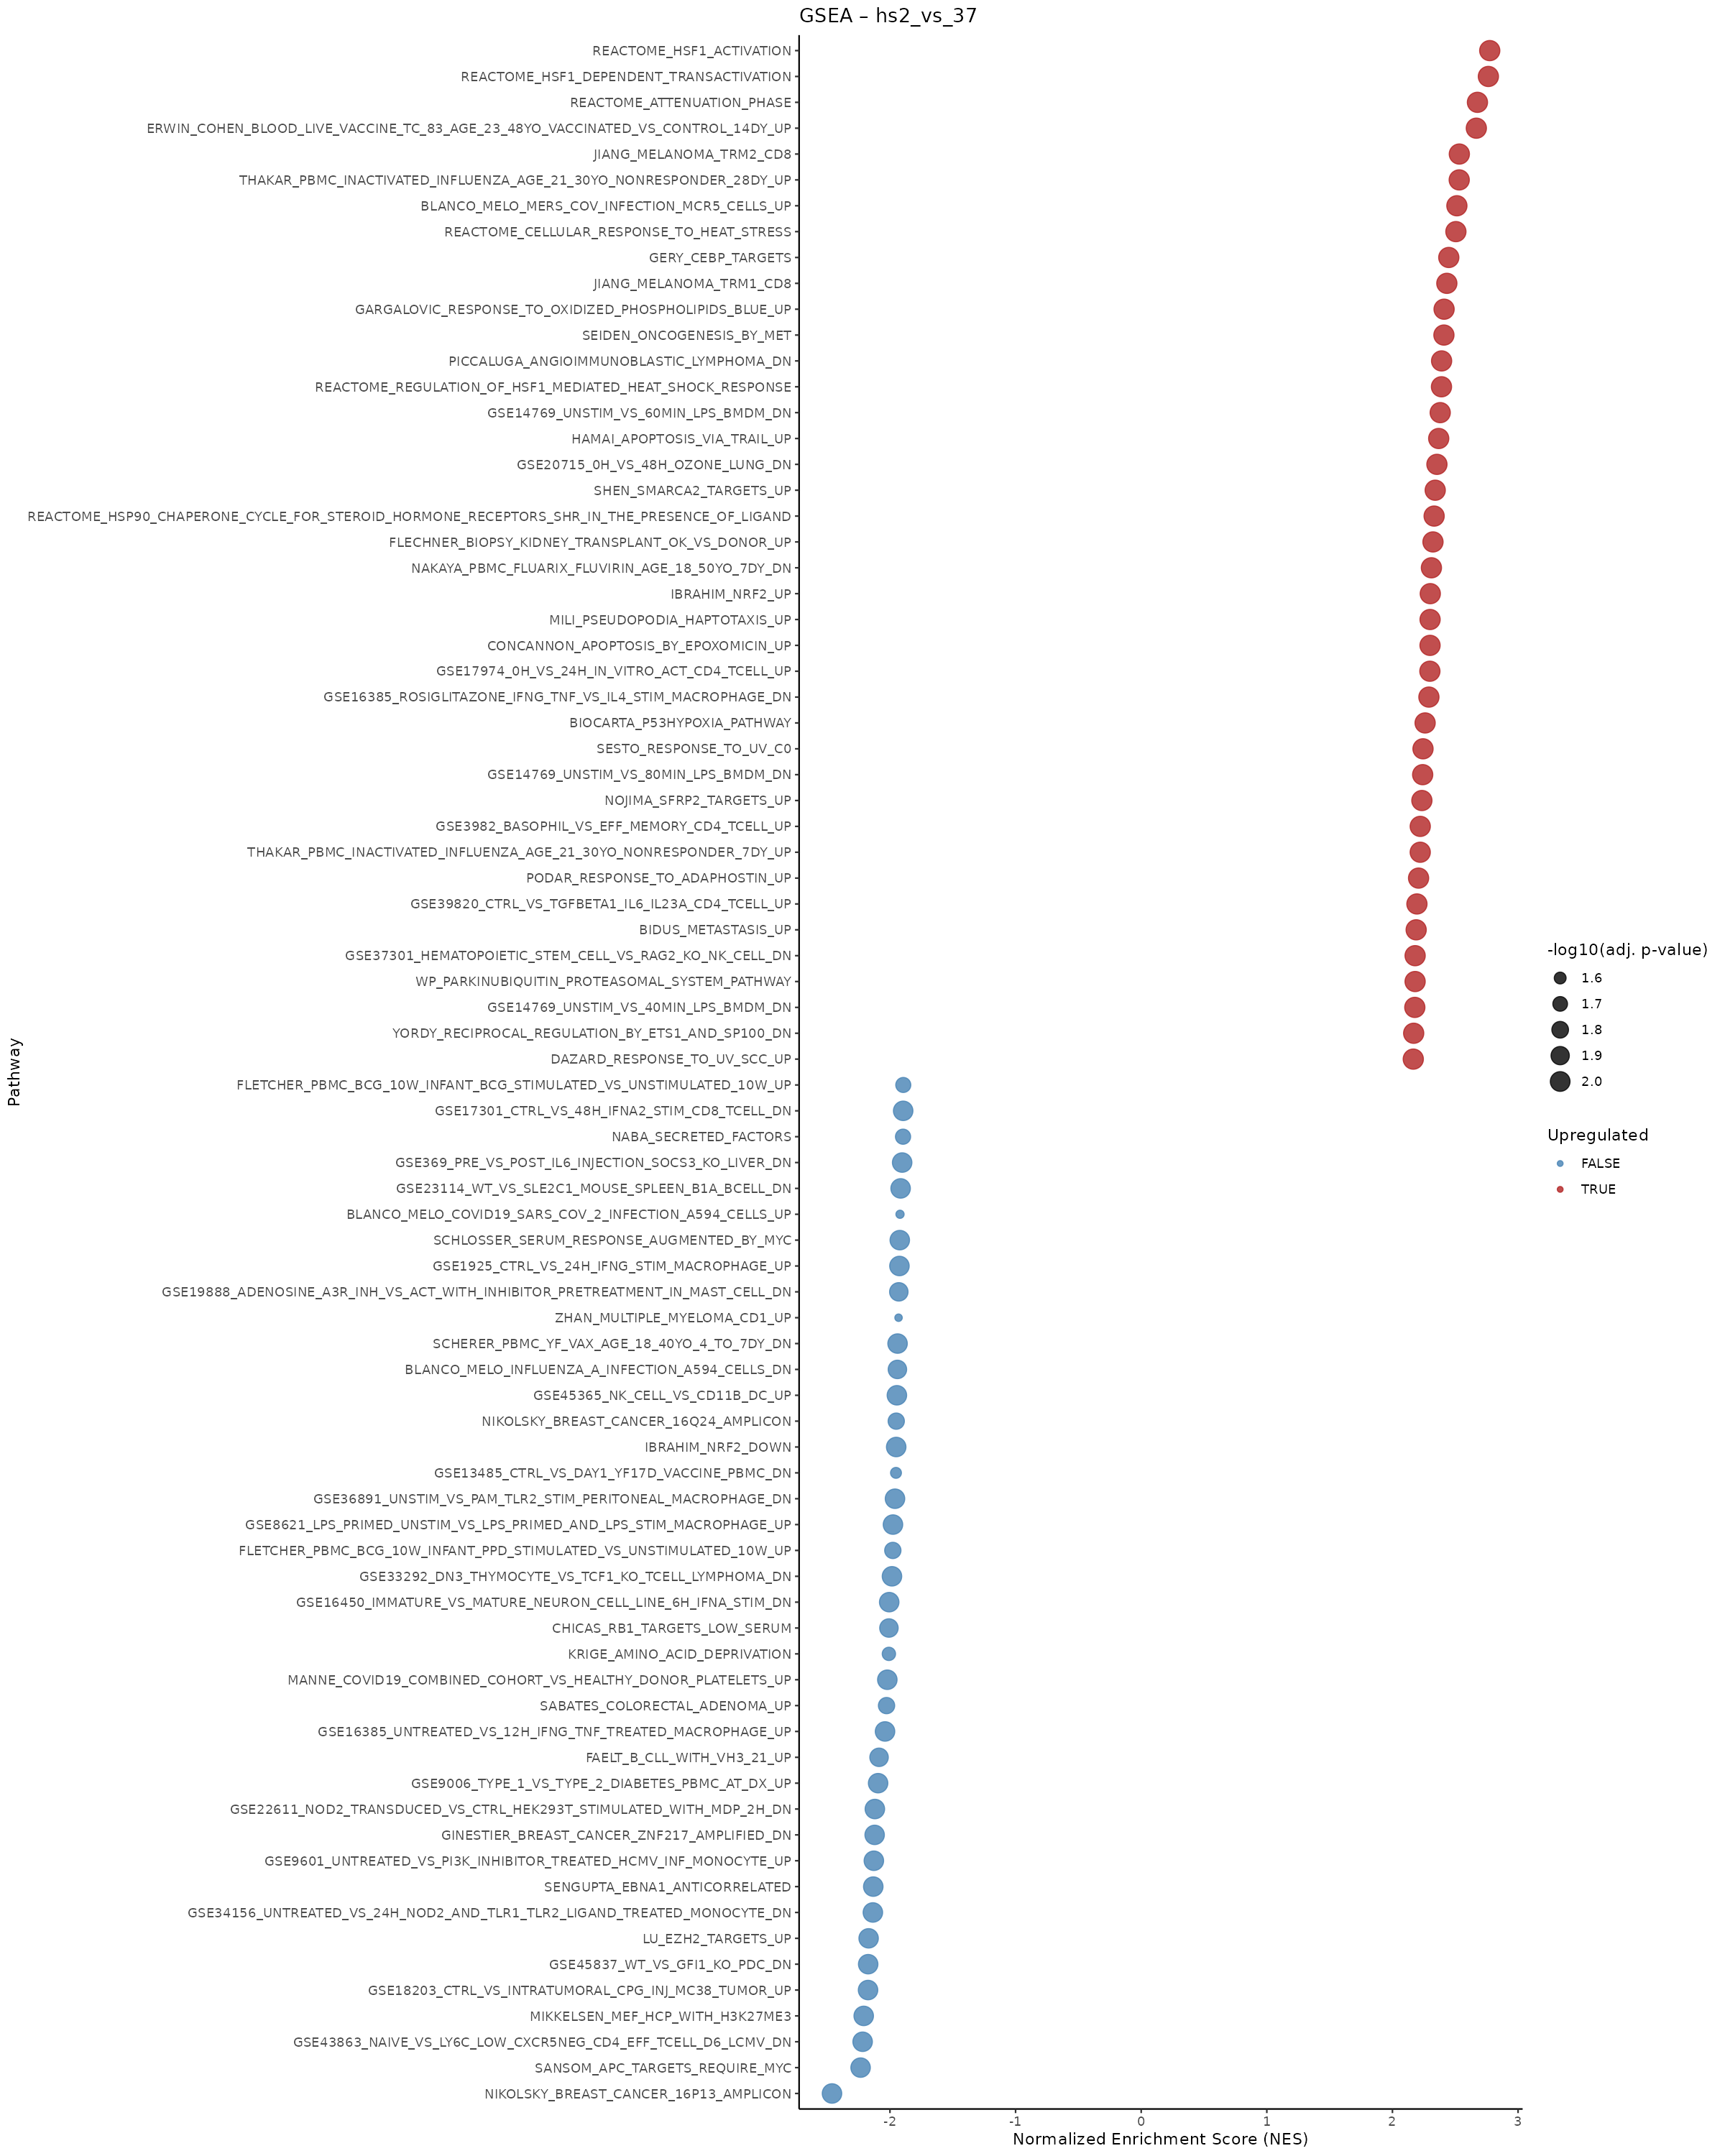 GSEA – hs2_vs_37
REACTOME_HSF1_ACTIVATION
REACTOME_HSF1_DEPENDENT_TRANSACTIVATION
REACTOME_ATTENUATION_PHASE
ERWIN_COHEN_BLOOD_LIVE_VACCINE_TC_83_AGE_23_48YO_VACCINATED_VS_CONTROL_14DY_UP
JIANG_MELANOMA_TRM2_CD8
THAKAR_PBMC_INACTIVATED_INFLUENZA_AGE_21_30YO_NONRESPONDER_28DY_UP
BLANCO_MELO_MERS_COV_INFECTION_MCR5_CELLS_UP
REACTOME_CELLULAR_RESPONSE_TO_HEAT_STRESS
GERY_CEBP_TARGETS
JIANG_MELANOMA_TRM1_CD8
GARGALOVIC_RESPONSE_TO_OXIDIZED_PHOSPHOLIPIDS_BLUE_UP
SEIDEN_ONCOGENESIS_BY_MET
PICCALUGA_ANGIOIMMUNOBLASTIC_LYMPHOMA_DN
REACTOME_REGULATION_OF_HSF1_MEDIATED_HEAT_SHOCK_RESPONSE
GSE14769_UNSTIM_VS_60MIN_LPS_BMDM_DN
HAMAI_APOPTOSIS_VIA_TRAIL_UP
GSE20715_0H_VS_48H_OZONE_LUNG_DN
SHEN_SMARCA2_TARGETS_UP
REACTOME_HSP90_CHAPERONE_CYCLE_FOR_STEROID_HORMONE_RECEPTORS_SHR_IN_THE_PRESENCE_OF_LIGAND
FLECHNER_BIOPSY_KIDNEY_TRANSPLANT_OK_VS_DONOR_UP
NAKAYA_PBMC_FLUARIX_FLUVIRIN_AGE_18_50YO_7DY_DN
IBRAHIM_NRF2_UP
MILI_PSEUDOPODIA_HAPTOTAXIS_UP
CONCANNON_APOPTOSIS_BY_EPOXOMICIN_UP
GSE17974_0H_VS_24H_IN_VITRO_ACT_CD4_TCELL_UP
GSE16385_ROSIGLITAZONE_IFNG_TNF_VS_IL4_STIM_MACROPHAGE_DN
BIOCARTA_P53HYPOXIA_PATHWAY
SESTO_RESPONSE_TO_UV_C0
GSE14769_UNSTIM_VS_80MIN_LPS_BMDM_DN
NOJIMA_SFRP2_TARGETS_UP
GSE3982_BASOPHIL_VS_EFF_MEMORY_CD4_TCELL_UP
THAKAR_PBMC_INACTIVATED_INFLUENZA_AGE_21_30YO_NONRESPONDER_7DY_UP
PODAR_RESPONSE_TO_ADAPHOSTIN_UP
GSE39820_CTRL_VS_TGFBETA1_IL6_IL23A_CD4_TCELL_UP
BIDUS_METASTASIS_UP
GSE37301_HEMATOPOIETIC_STEM_CELL_VS_RAG2_KO_NK_CELL_DN
WP_PARKINUBIQUITIN_PROTEASOMAL_SYSTEM_PATHWAY
GSE14769_UNSTIM_VS_40MIN_LPS_BMDM_DN
YORDY_RECIPROCAL_REGULATION_BY_ETS1_AND_SP100_DN
DAZARD_RESPONSE_TO_UV_SCC_UP
FLETCHER_PBMC_BCG_10W_INFANT_BCG_STIMULATED_VS_UNSTIMULATED_10W_UP
GSE17301_CTRL_VS_48H_IFNA2_STIM_CD8_TCELL_DN
NABA_SECRETED_FACTORS
GSE369_PRE_VS_POST_IL6_INJECTION_SOCS3_KO_LIVER_DN
GSE23114_WT_VS_SLE2C1_MOUSE_SPLEEN_B1A_BCELL_DN
BLANCO_MELO_COVID19_SARS_COV_2_INFECTION_A594_CELLS_UP
SCHLOSSER_SERUM_RESPONSE_AUGMENTED_BY_MYC
GSE1925_CTRL_VS_24H_IFNG_STIM_MACROPHAGE_UP
GSE19888_ADENOSINE_A3R_INH_VS_ACT_WITH_INHIBITOR_PRETREATMENT_IN_MAST_CELL_DN
ZHAN_MULTIPLE_MYELOMA_CD1_UP
SCHERER_PBMC_YF_VAX_AGE_18_40YO_4_TO_7DY_DN
BLANCO_MELO_INFLUENZA_A_INFECTION_A594_CELLS_DN
GSE45365_NK_CELL_VS_CD11B_DC_UP
NIKOLSKY_BREAST_CANCER_16Q24_AMPLICON
IBRAHIM_NRF2_DOWN
GSE13485_CTRL_VS_DAY1_YF17D_VACCINE_PBMC_DN
GSE36891_UNSTIM_VS_PAM_TLR2_STIM_PERITONEAL_MACROPHAGE_DN
GSE8621_LPS_PRIMED_UNSTIM_VS_LPS_PRIMED_AND_LPS_STIM_MACROPHAGE_UP
FLETCHER_PBMC_BCG_10W_INFANT_PPD_STIMULATED_VS_UNSTIMULATED_10W_UP
GSE33292_DN3_THYMOCYTE_VS_TCF1_KO_TCELL_LYMPHOMA_DN
GSE16450_IMMATURE_VS_MATURE_NEURON_CELL_LINE_6H_IFNA_STIM_DN
CHICAS_RB1_TARGETS_LOW_SERUM
KRIGE_AMINO_ACID_DEPRIVATION
MANNE_COVID19_COMBINED_COHORT_VS_HEALTHY_DONOR_PLATELETS_UP
SABATES_COLORECTAL_ADENOMA_UP
GSE16385_UNTREATED_VS_12H_IFNG_TNF_TREATED_MACROPHAGE_UP
FAELT_B_CLL_WITH_VH3_21_UP
GSE9006_TYPE_1_VS_TYPE_2_DIABETES_PBMC_AT_DX_UP
GSE22611_NOD2_TRANSDUCED_VS_CTRL_HEK293T_STIMULATED_WITH_MDP_2H_DN
GINESTIER_BREAST_CANCER_ZNF217_AMPLIFIED_DN
GSE9601_UNTREATED_VS_PI3K_INHIBITOR_TREATED_HCMV_INF_MONOCYTE_UP
SENGUPTA_EBNA1_ANTICORRELATED
GSE34156_UNTREATED_VS_24H_NOD2_AND_TLR1_TLR2_LIGAND_TREATED_MONOCYTE_DN
LU_EZH2_TARGETS_UP
GSE45837_WT_VS_GFI1_KO_PDC_DN
GSE18203_CTRL_VS_INTRATUMORAL_CPG_INJ_MC38_TUMOR_UP
MIKKELSEN_MEF_HCP_WITH_H3K27ME3
GSE43863_NAIVE_VS_LY6C_LOW_CXCR5NEG_CD4_EFF_TCELL_D6_LCMV_DN
SANSOM_APC_TARGETS_REQUIRE_MYC
NIKOLSKY_BREAST_CANCER_16P13_AMPLICON
Pathway
-2 -1 0 1 2 3
Normalized Enrichment Score (NES)
-log10(adj. p-value)
1.6
1.7
1.8
1.9
2.0
Upregulated
FALSE
TRUE